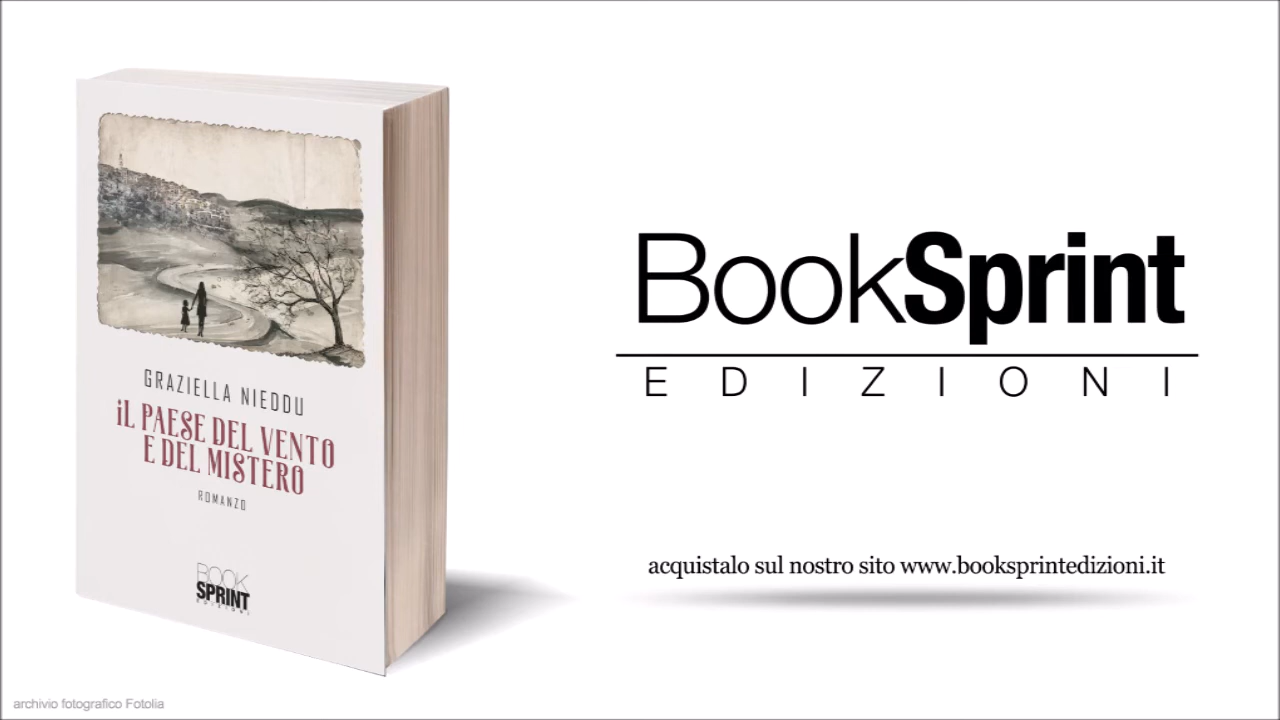 GRAZIELLA NIEDDU
iL PAESE DEL VENTO
E DEL MISTERO
ROMANZO
BOOK
SPRINT
EDIZIONI
BookSprint
EDIZIONI
acquistalo sul nostro sito www.booksprintedizioni.it
archivio fotografico Fotolia